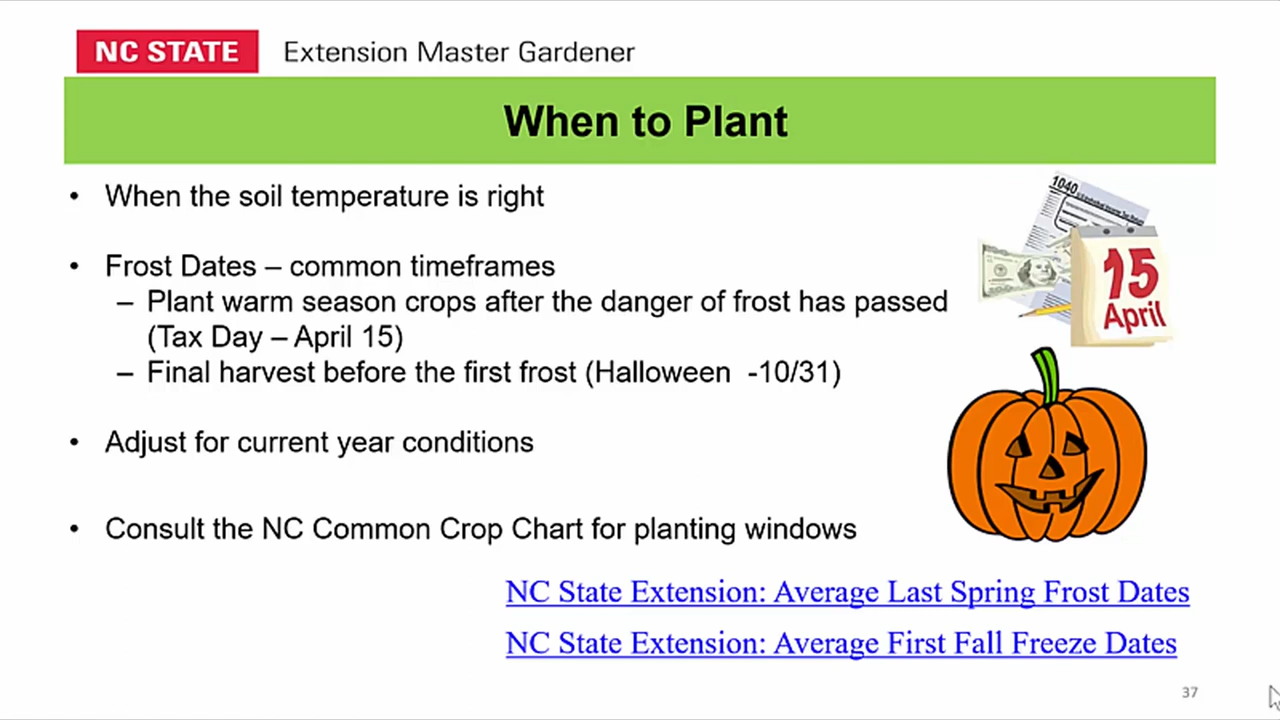 NC STATE Extension Master Gardener
When to Plant
• When the soil temperature is right
• Frost Dates – common timeframes
– Plant warm season crops after the danger of frost has passed
(Tax Day – April 15)
– Final harvest before the first frost (Halloween -10/31)
• Adjust for current year conditions
• Consult the NC Common Crop Chart for planting windows
1040
15
April
NC State Extension: Average Last Spring Frost Dates
NC State Extension: Average First Fall Freeze Dates
37